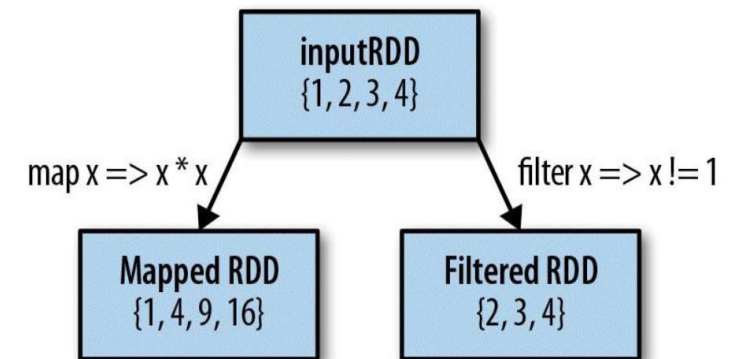 inputRDD
{1, 2, 3, 4}
map x => x * x
filter x => x != 1
Mapped RDD
{1, 4, 9, 16}
Filtered RDD
{2, 3, 4}